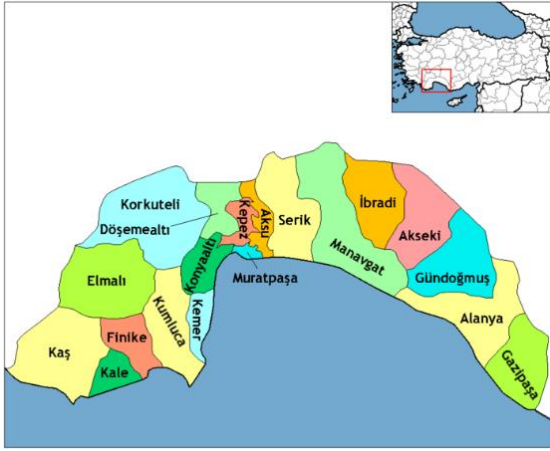 Korkuteli
Döşemealtı
Kepez
Aksu
Serik
İbradi
Akseki
Manavgat
Gündoğmuş
Konyaaltı
Muratpaşa
Elmalı
Kumluca
Kemer
Alanya
Finike
Kaş
Kale
Gazipaşa